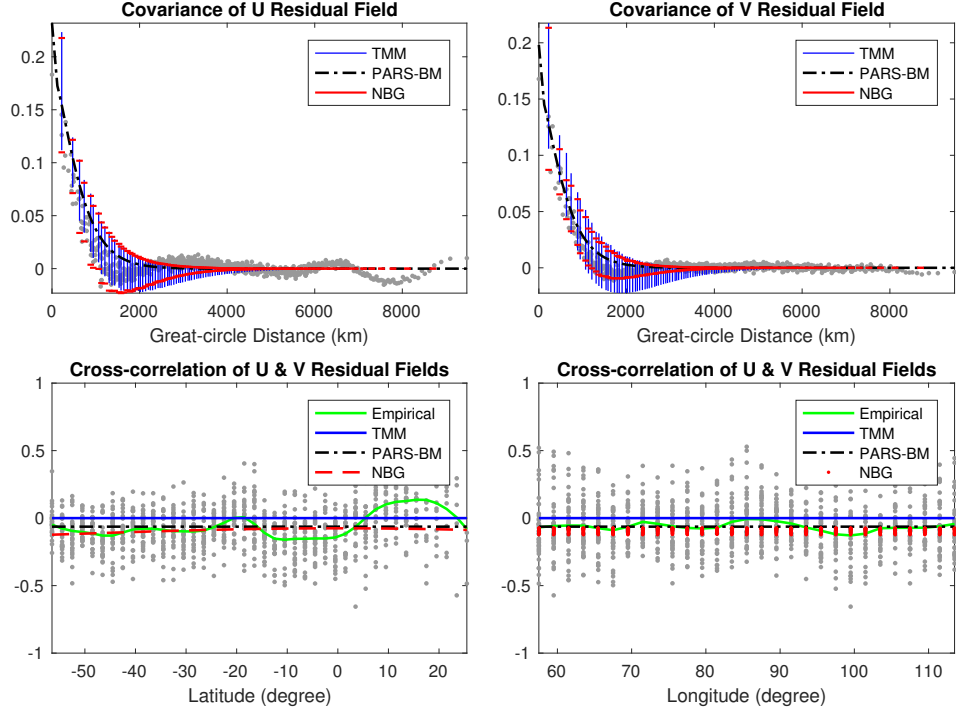 Covariance of U Residual Field
0.2
0.15
0.1
0.05
0
0 2000 4000 6000 8000
Great-circle Distance (km)
TMM
PARS-BM
NBG
Covariance of V Residual Field
0.2
0.15
0.1
0.05
0
0 2000 4000 6000 8000
Great-circle Distance (km)
TMM
PARS-BM
NBG
Cross-correlation of U & V Residual Fields
1
0.5
0
-0.5
-1
-50 -40 -30 -20 -10 0 10 20
Latitude (degree)
Empirical
TMM
PARS-BM
NBG
Cross-correlation of U & V Residual Fields
1
0.5
0
-0.5
-1
60 70 80 90 100 110
Longitude (degree)
Empirical
TMM
PARS-BM
NBG